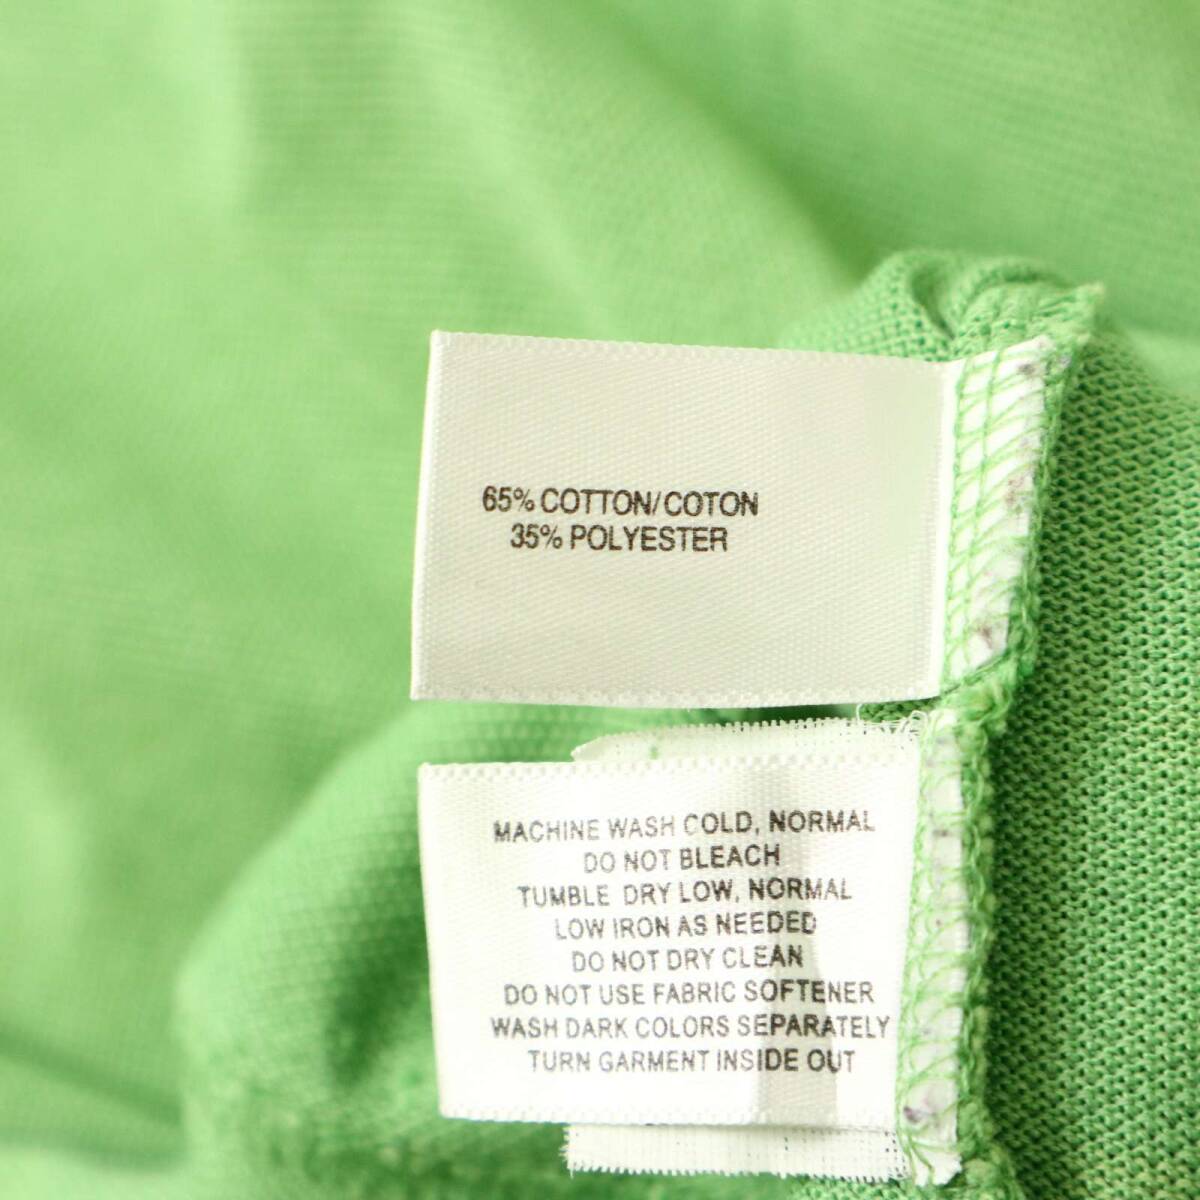 65% COTTON/COTON
35% POLYESTER
MACHINE WASH COLD, NORMAL
DO NOT BLEACH
TUMBLE DRY LOW, NORMAL
LOW IRON AS NEEDED
DO NOT DRY CLEAN
DO NOT USE FABRIC SOFTENER
WASH DARK COLORS SEPARATELY
TURN GARMENT INSIDE OUT